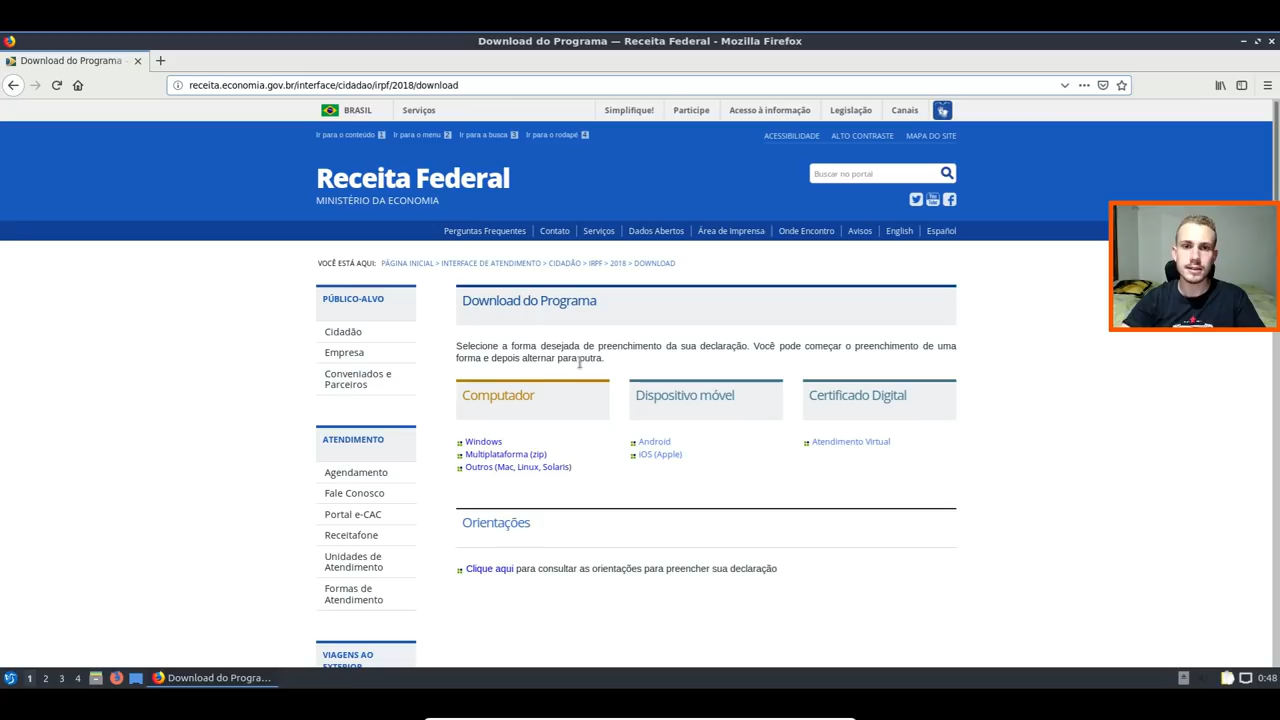 Download do Programa — Receita Federal - Mozilla Firefox
Download do Programa -
receita.economia.gov.br/interface/cidadao/irpf/2018/download
BRASIL Serviços Simplifique! Participe Acesso à informação Legislação Canais
Ir para o conteúdo 1 Ir para o menu 2 Ir para a busca 3 Ir para o rodapé 4 ACESSIBILIDADE ALTO CONTRASTE MAPA DO SITE
Receita Federal
MINISTÉRIO DA ECONOMIA
Buscar no portal
Perguntas Frequentes Contato Serviços Dados Abertos Área de Imprensa Onde Encontro Avisos English Español
VOCÊ ESTÁ AQUI: PÁGINA INICIAL > INTERFACE DE ATENDIMENTO > CIDADÃO > IRPF > 2018 > DOWNLOAD
PÚBLICO-ALVO
Cidadão
Empresa
Conveniados e
Parceiros
ATENDIMENTO
Agendamento
Fale Conosco
Portal e-CAC
Receitafone
Unidades de
Atendimento
Formas de
Atendimento
VIAGENS AO
EXTERIOR
Download do Programa
Selecione a forma desejada de preenchimento da sua declaração. Você pode começar o preenchimento de uma
forma e depois alternar para outra.
Computador
Windows
Multiplataforma (zip)
Outros (Mac, Linux, Solaris)
Dispositivo móvel
Android
iOS (Apple)
Certificado Digital
Atendimento Virtual
Orientações
Clique aqui para consultar as orientações para preencher sua declaração
1 2 3 4 Download do Progra... 0:48